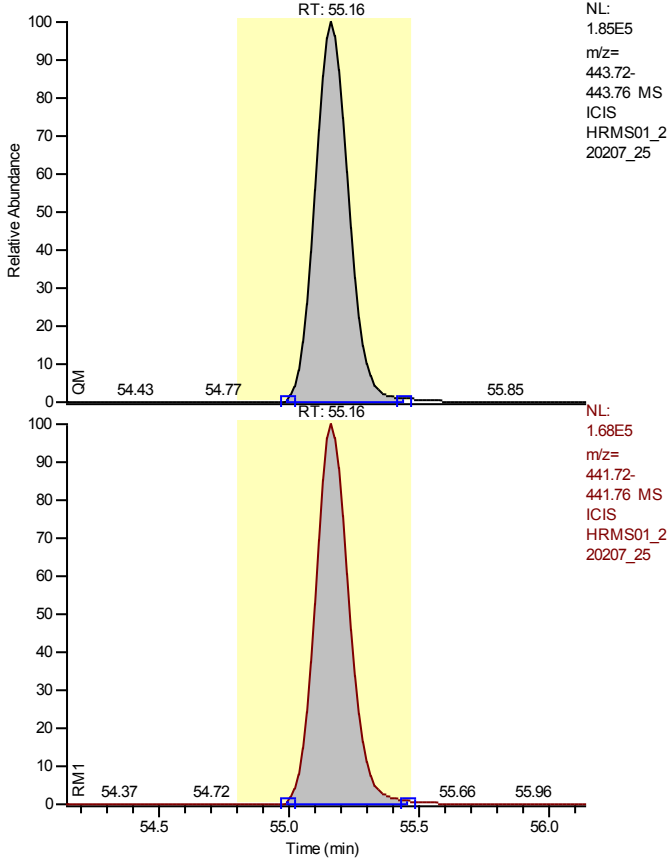 RT: 55.16
NL:
1.85E5
m/z=
443.72-
443.76 MS
ICIS
HRMS01_2
20207_25
100
90
80
70
60
50
40
30
20
10
0
Relative Abundance
QM
54.43 54.77 55.85
RT: 55.16
NL:
1.68E5
m/z=
441.72-
441.76 MS
ICIS
HRMS01_2
20207_25
100
90
80
70
60
50
40
30
20
10
0
RM1
54.37 54.72 55.66 55.96
54.5 55.0 55.5 56.0
Time (min)